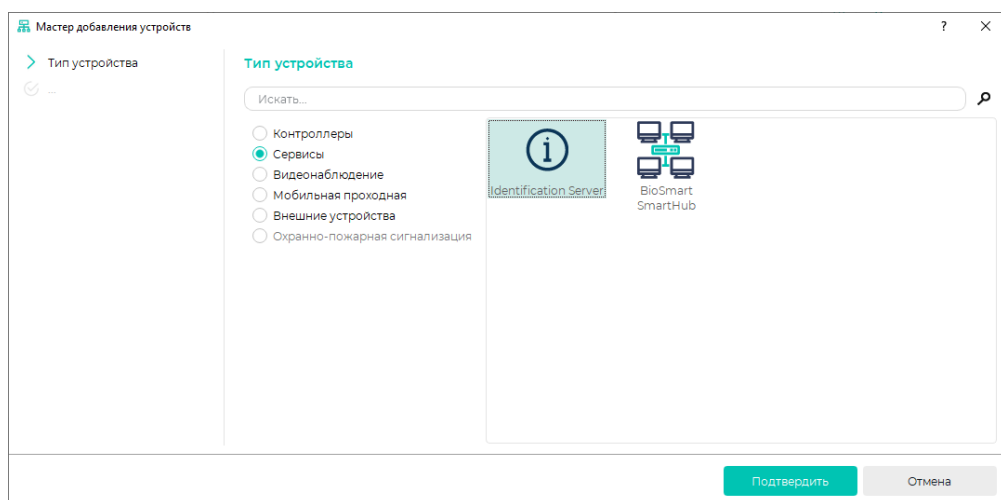 Мастер добавления устройств
?
Тип устройства
...
Тип устройства
Искать...
Контроллеры
Сервисы
Видеонаблюдение
Мобильная проходная
Внешние устройства
Охранно-пожарная сигнализация
Identification Server
BioSmart
SmartHub
Подтвердить
Отмена